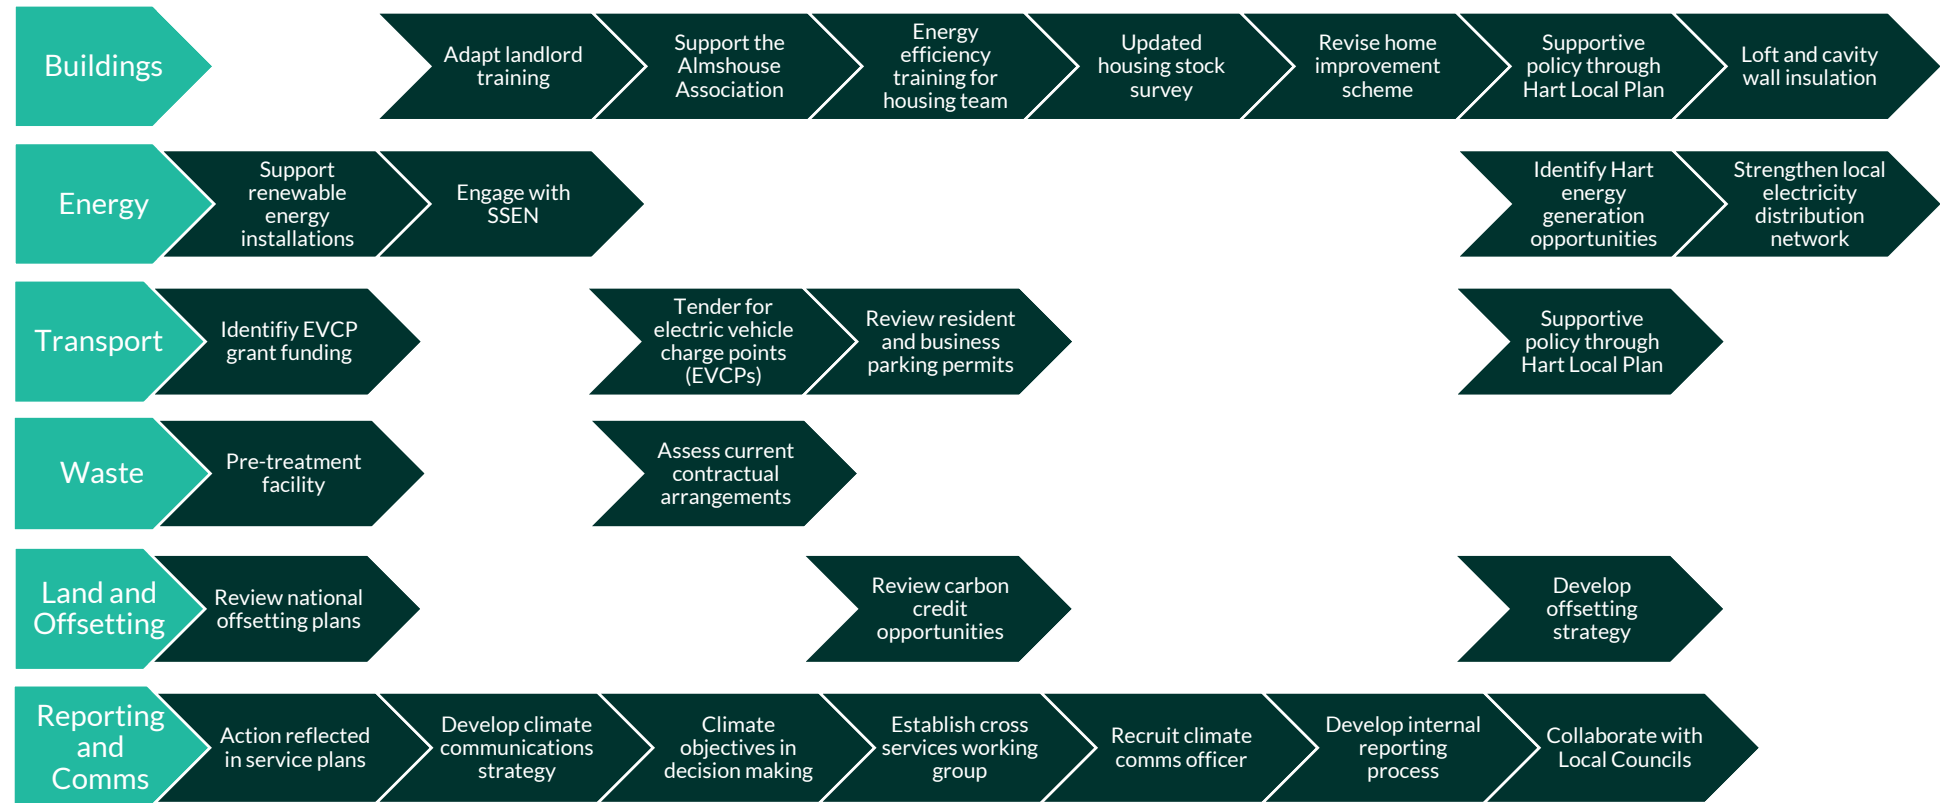 Buildings
Adapt landlord
training
Support the
Almshouse
Association
Energy
efficiency
training for
housing team
Updated
housing stock
survey
Revise home
improvement
scheme
Supportive
policy through
Hart Local Plan
Loft and cavity
wall insulation
Energy
Support
renewable
energy
installations
Engage with
SSEN
Identify Hart
energy
generation
opportunities
Strengthen local
electricity
distribution
network
Transport
Identifiy EVCP
grant funding
Tender for
electric vehicle
charge points
(EVCPs)
Review resident
and business
parking permits
Supportive
policy through
Hart Local Plan
Waste
Pre-treatment
facility
Assess current
contractual
arrangements
Land and
Offsetting
Review national
offsetting plans
Review carbon
credit
opportunities
Develop
offsetting
strategy
Reporting
and
Comms
Action reflected
in service plans
Develop climate
communications
strategy
Climate
objectives in
decision making
Establish cross
services working
group
Recruit climate
comms officer
Develop internal
reporting
process
Collaborate with
Local Councils